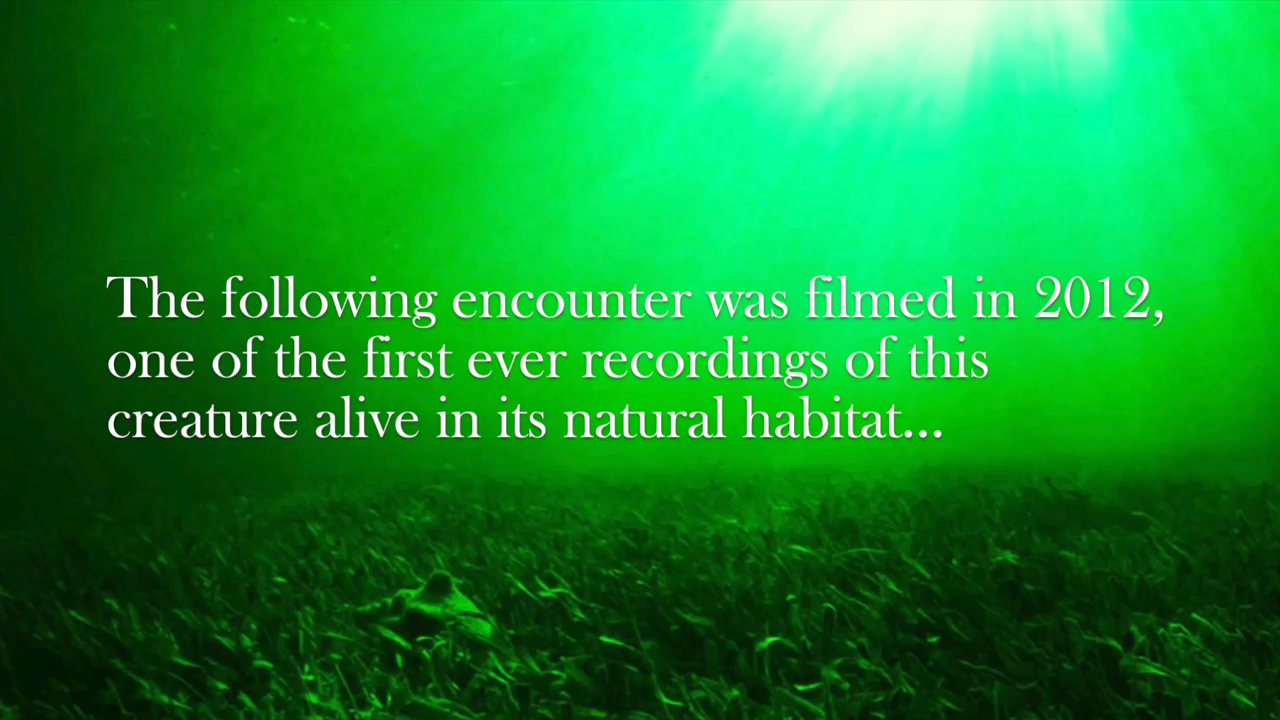 The following encounter was filmed in 2012,
one of the first ever recordings of this
creature alive in its natural habitat...